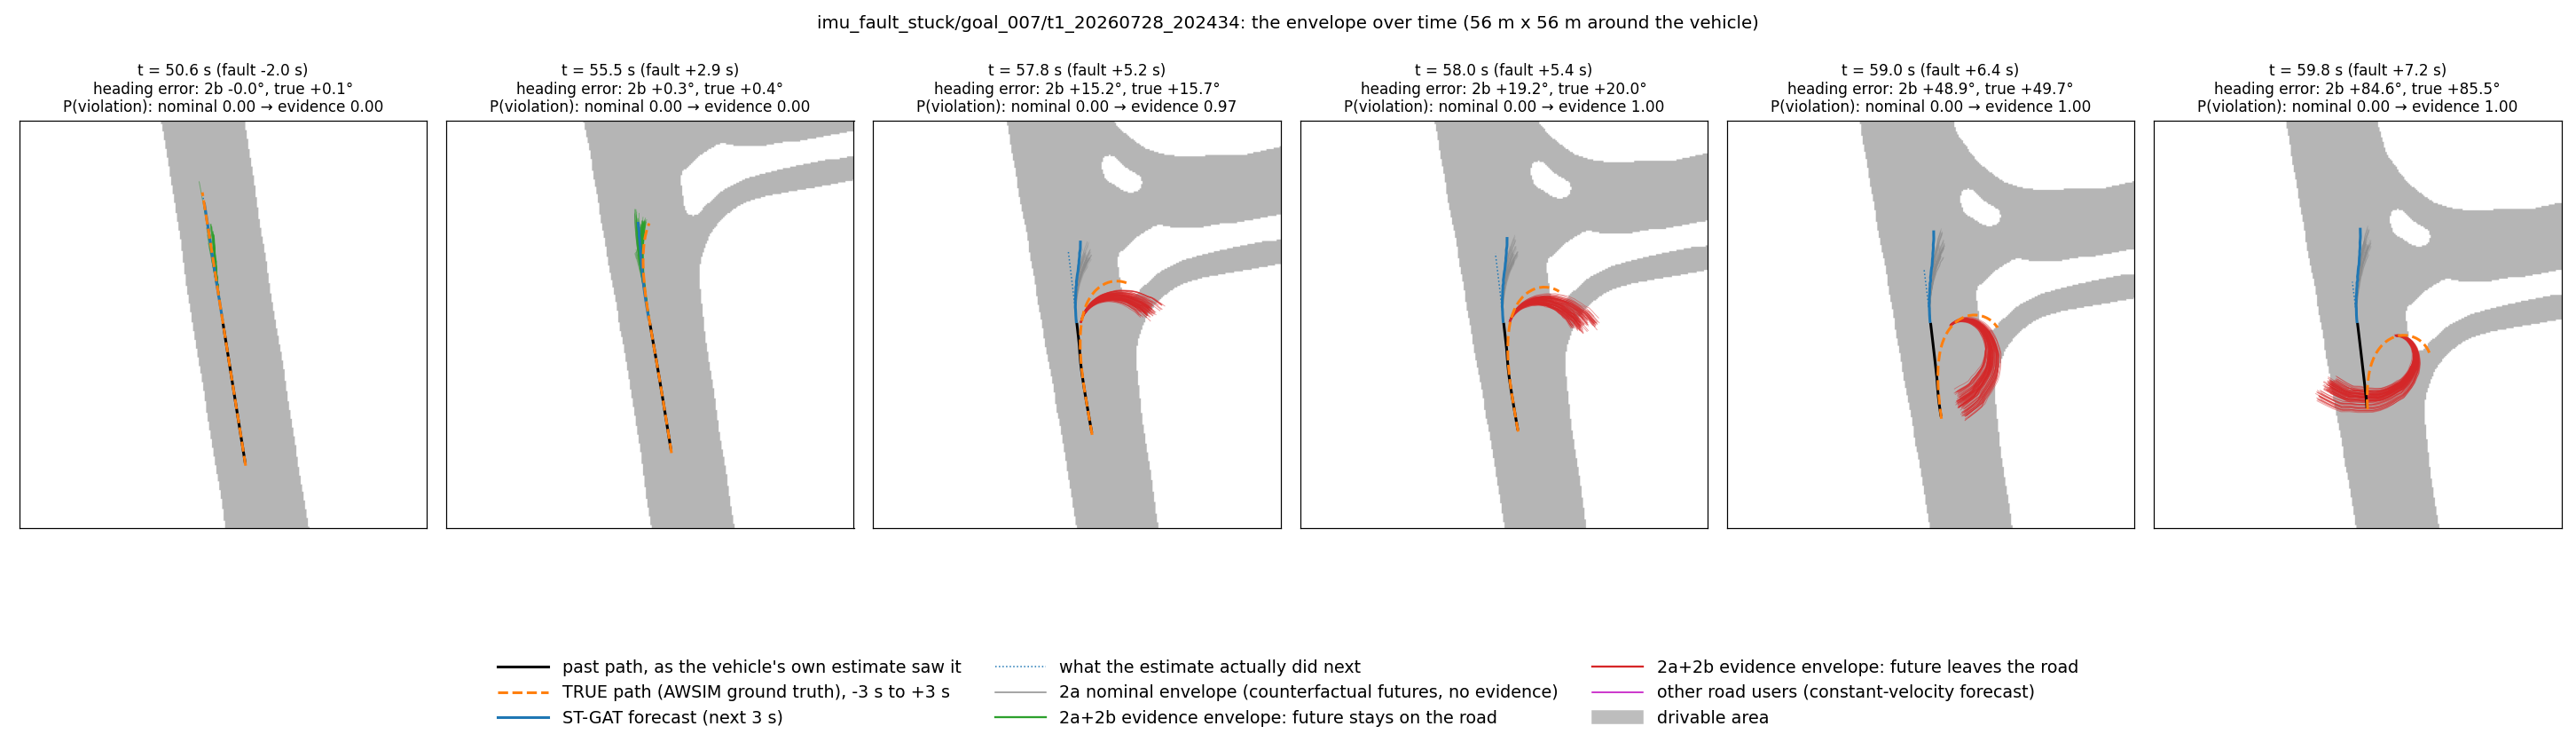 imu_fault_stuck/goal_007/t1_20260728_202434: the envelope over time (56 m x 56 m around the vehicle)
t = 50.6 s (fault -2.0 s)
heading error: 2b -0.0°, true +0.1°
P(violation): nominal 0.00 → evidence 0.00
t = 55.5 s (fault +2.9 s)
heading error: 2b +0.3°, true +0.4°
P(violation): nominal 0.00 → evidence 0.00
t = 57.8 s (fault +5.2 s)
heading error: 2b +15.2°, true +15.7°
P(violation): nominal 0.00 → evidence 0.97
t = 58.0 s (fault +5.4 s)
heading error: 2b +19.2°, true +20.0°
P(violation): nominal 0.00 → evidence 1.00
t = 59.0 s (fault +6.4 s)
heading error: 2b +48.9°, true +49.7°
P(violation): nominal 0.00 → evidence 1.00
t = 59.8 s (fault +7.2 s)
heading error: 2b +84.6°, true +85.5°
P(violation): nominal 0.00 → evidence 1.00
past path, as the vehicle's own estimate saw it
TRUE path (AWSIM ground truth), -3 s to +3 s
ST-GAT forecast (next 3 s)
what the estimate actually did next
2a nominal envelope (counterfactual futures, no evidence)
2a+2b evidence envelope: future stays on the road
2a+2b evidence envelope: future leaves the road
other road users (constant-velocity forecast)
drivable area